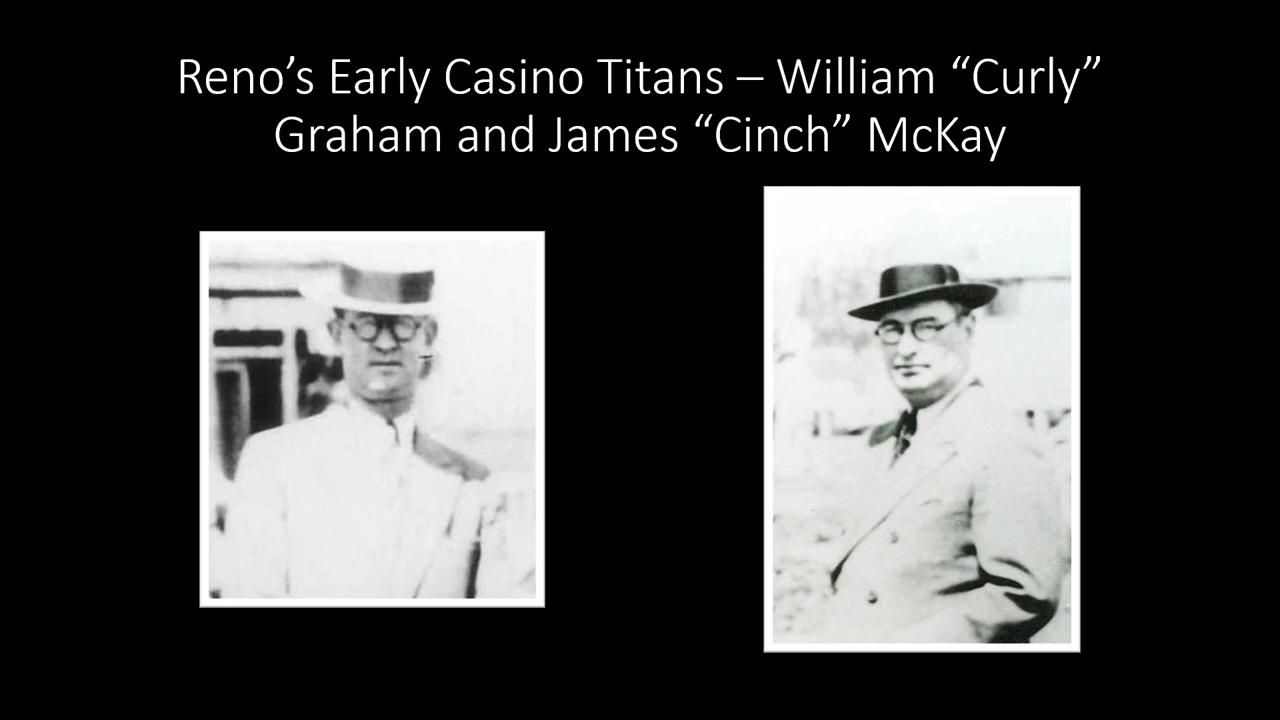 Reno’s Early Casino Titans – William “Curly”
Graham and James “Cinch” McKay